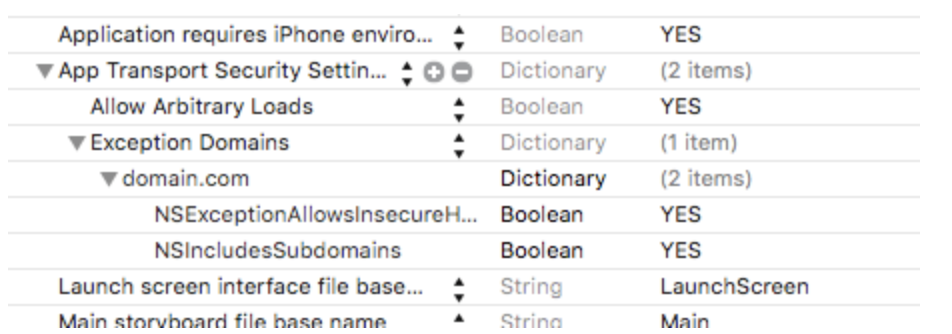 Application requires iPhone enviro... Boolean YES
App Transport Security Settin... Dictionary (2 items)
Allow Arbitrary Loads Boolean YES
Exception Domains Dictionary (1 item)
domain.com Dictionary (2 items)
NSExceptionAllowsInsecureH... Boolean YES
NSIncludesSubdomains Boolean YES
Launch screen interface file base... String LaunchScreen
Main storyboard file base name String Main